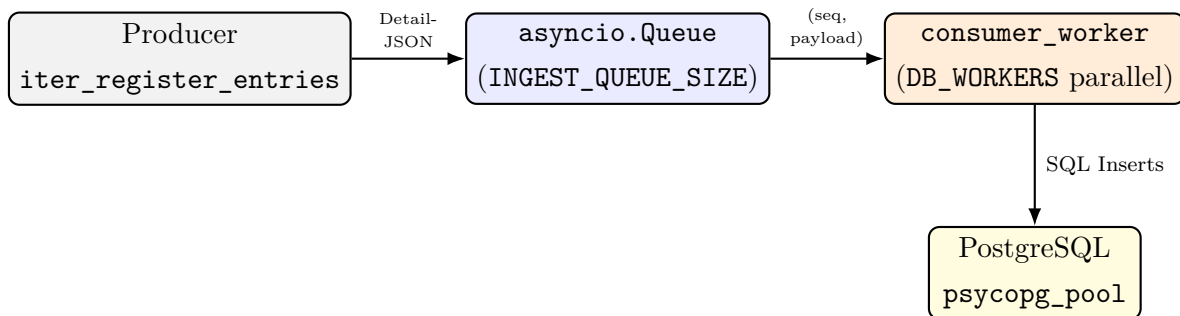 Producer
iter_register_entries
Detail-
JSON
asyncio.Queue
(INGEST_QUEUE_SIZE)
(seq,
payload)
consumer_worker
(DB_WORKERS parallel)
SQL Inserts
PostgreSQL
psycopg_pool